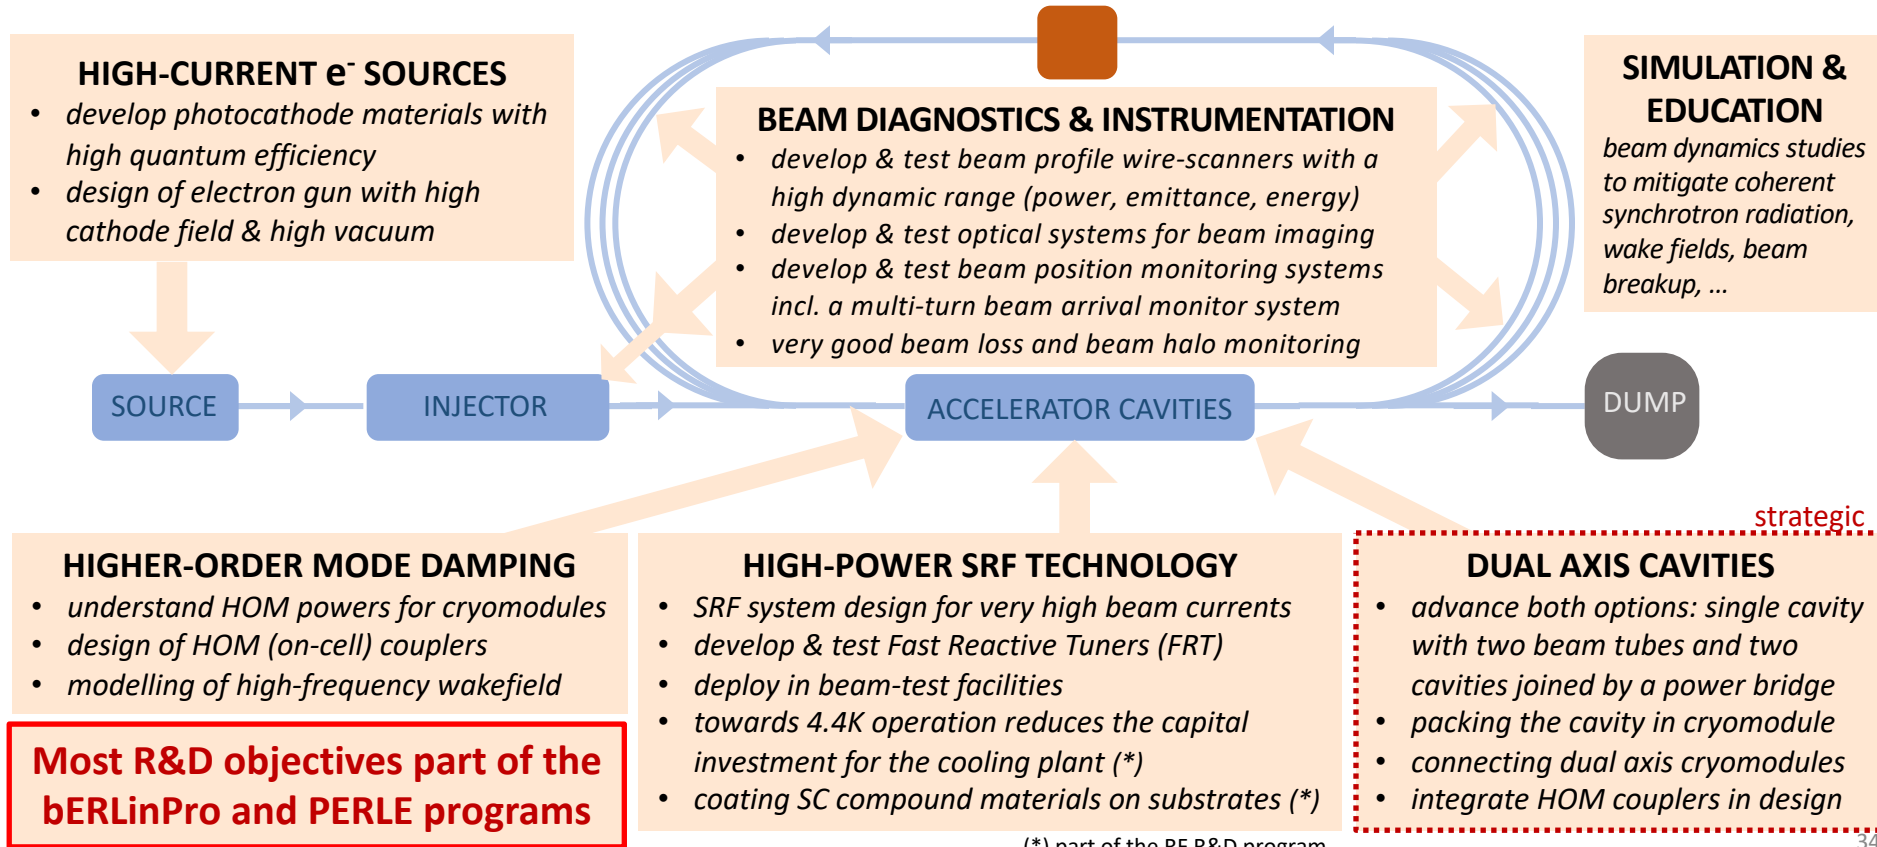 HIGH-CURRENT e- SOURCES
• develop photocathode materials with
high quantum efficiency
• design of electron gun with high
cathode field & high vacuum
BEAM DIAGNOSTICS & INSTRUMENTATION
• develop & test beam profile wire-scanners with a
high dynamic range (power, emittance, energy)
• develop & test optical systems for beam imaging
• develop & test beam position monitoring systems
incl. a multi-turn beam arrival monitor system
• very good beam loss and beam halo monitoring
SIMULATION &
EDUCATION
beam dynamics studies
to mitigate coherent
synchrotron radiation,
wake fields, beam
breakup, ...
SOURCE
INJECTOR
ACCELERATOR CAVITIES
DUMP
HIGHER-ORDER MODE DAMPING
• understand HOM powers for cryomodules
• design of HOM (on-cell) couplers
• modelling of high-frequency wakefield
Most R&D objectives part of the
bERLinPro and PERLE programs
HIGH-POWER SRF TECHNOLOGY
• SRF system design for very high beam currents
• develop & test Fast Reactive Tuners (FRT)
• deploy in beam-test facilities
• towards 4.4K operation reduces the capital
investment for the cooling plant (*)
• coating SC compound materials on substrates (*)
(*) part of the RF R&D program
strategic
DUAL AXIS CAVITIES
• advance both options: single cavity
with two beam tubes and two
cavities joined by a power bridge
• packing the cavity in cryomodule
• connecting dual axis cryomodules
• integrate HOM couplers in design
34